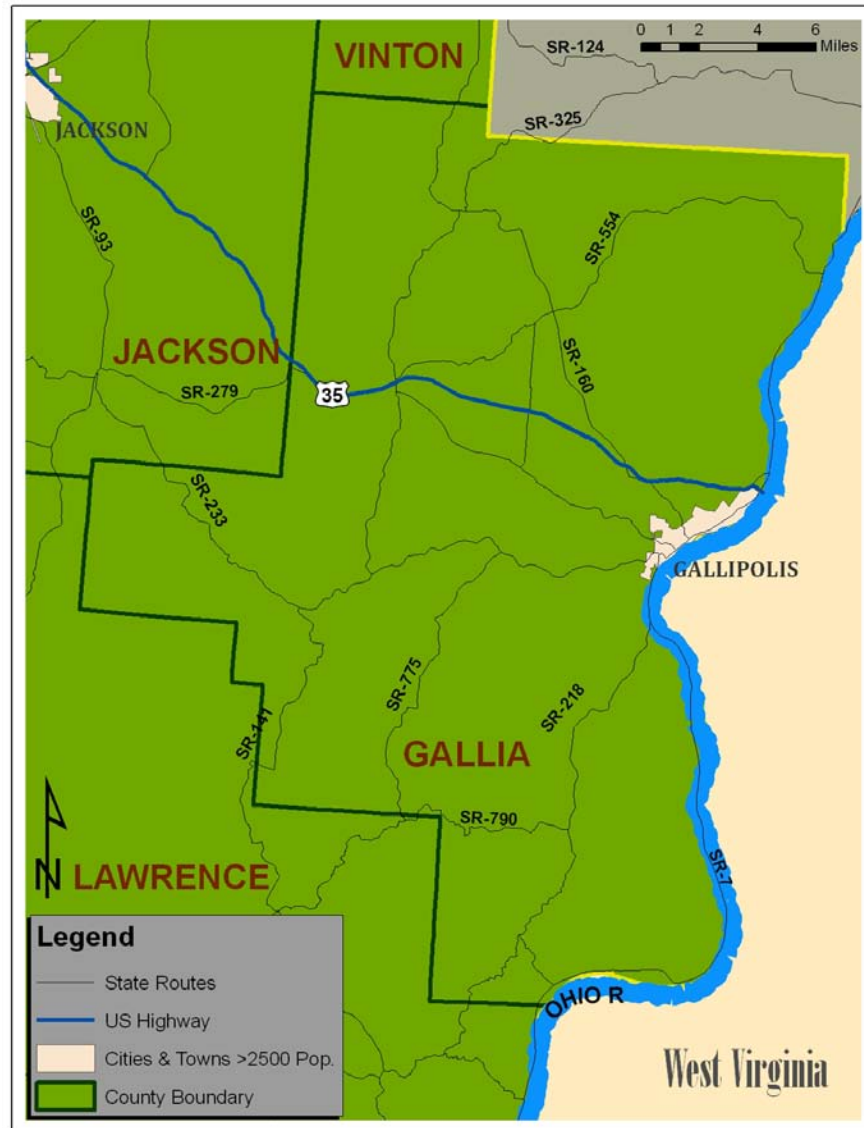 0 1 2 4 6
Miles
SR-124
VINTON
SR-325
JACKSON
SR-93
SR-554
JACKSON
SR-279
35
SR-160
SR-233
GALLIPOLIS
SR-775
SR-218
SR-141
GALLIA
SR-790
N
LAWRENCE
SR-7
OHIO R
West Virginia
Legend
State Routes
US Highway
Cities & Towns >2500 Pop.
County Boundary